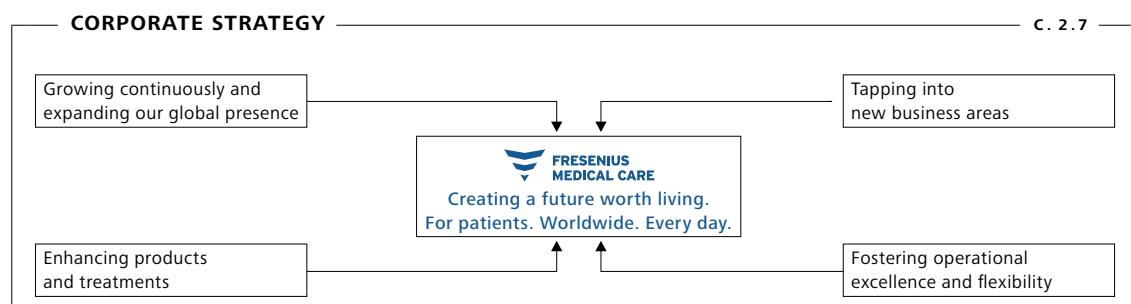 CORPORATE STRATEGY
C. 2.7
Growing continuously and
expanding our global presence
Tapping into
new business areas
FRESENIUS
MEDICAL CARE
Creating a future worth living.
For patients. Worldwide. Every day.
Enhancing products
and treatments
Fostering operational
excellence and flexibility